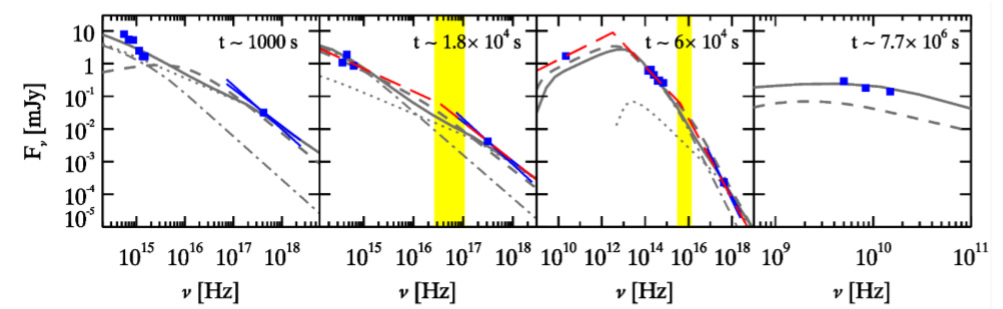 t ~ 1000 s
t ~ 1.8× 10⁴ s
t ~ 6× 10⁴ s
t ~ 7.7× 10⁶ s
F_ν [mJy]
10
1
10⁻¹
10⁻²
10⁻³
10⁻⁴
10⁻⁵
10¹⁵ 10¹⁶ 10¹⁷ 10¹⁸
10¹⁵ 10¹⁶ 10¹⁷ 10¹⁸
10¹⁰ 10¹² 10¹⁴ 10¹⁶ 10¹⁸
10⁹ 10¹⁰ 10¹¹
ν [Hz]
ν [Hz]
ν [Hz]
ν [Hz]